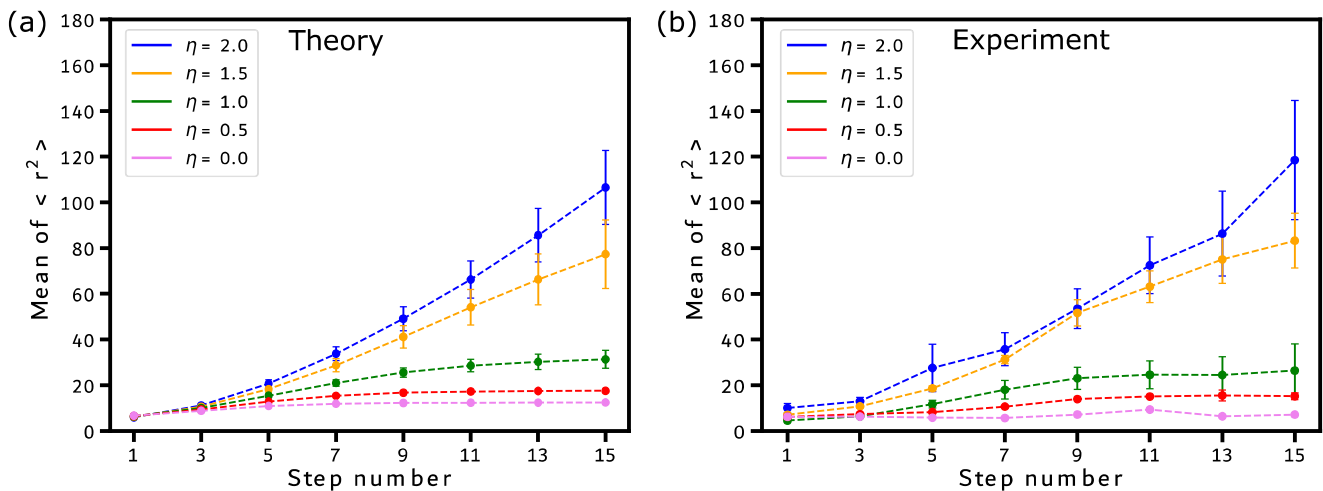 (a)
Theory
η = 2.0
η = 1.5
η = 1.0
η = 0.5
η = 0.0
Mean of < r² >
180
160
140
120
100
80
60
40
20
0
1 3 5 7 9 11 13 15
Step number
(b)
Experiment
η = 2.0
η = 1.5
η = 1.0
η = 0.5
η = 0.0
Mean of < r² >
180
160
140
120
100
80
60
40
20
0
1 3 5 7 9 11 13 15
Step number